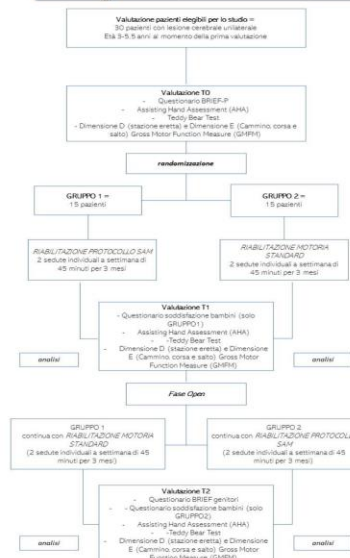 Valutazione pazienti elegibili per lo studio =
30 pazienti con lesione cerebrale unilaterale
Età 3-5.5 anni al momento della prima valutazione
Valutazione T0
- Questionario BRIEF-P
- Assisting Hand Assessment (AHA)
- Teddy Bear Test
- Dimensione D (stazione eretta) e Dimensione E (Cammino, corsa e
salto) Gross Motor Function Measure (GMFM)
randomizzazione
GRUPPO 1 =
15 pazienti
GRUPPO 2 =
15 pazienti
RIABILITAZIONE PROTOCOLLO SAM
2 sedute individuali a settimana di
45 minuti per 3 mesi
RIABILITAZIONE MOTORIA
STANDARD
2 sedute individuali a settimana di
45 minuti per 3 mesi
Valutazione T1
- Questionario soddisfazione bambini (solo
GRUPPO1)
- Assisting Hand Assessment (AHA)
- -Teddy Bear Test
- Dimensione D (stazione eretta) e Dimensione
E (Cammino, corsa e salto) Gross Motor
Function Measure (GMFM)
analisi
analisi
Fase Open
GRUPPO 1
continua con RIABILITAZIONE MOTORIA
STANDARD
(2 sedute individuali a settimana di 45
minuti per 3 mesi)
GRUPPO 2
continua con RIABILITAZIONE PROTOCOLLO
SAM
(2 sedute individuali a settimana di 45
minuti per 3 mesi)
Valutazione T2
- Questionario BRIEF genitori
- - Questionario soddisfazione bambini (solo
GRUPPO2)
- Assisting Hand Assessment (AHA)
- -Teddy Bear Test
- Dimensione D (stazione eretta) e Dimensione
E (Cammino, corsa e salto) Gross Motor
Function Measure (GMFM)
analisi
analisi